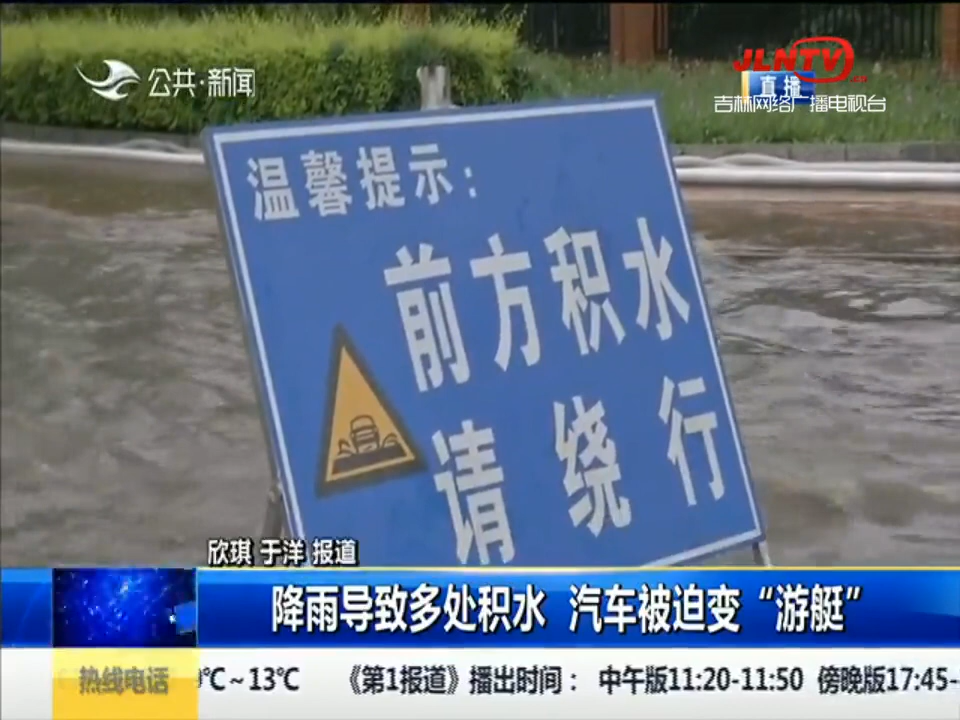 公共·新闻
JLNTV
直播
吉林网络广播电视台
温馨提示：
前方积水
请绕行
欣琪 于洋 报道
降雨导致多处积水 汽车被迫变“游艇”
热线电话 ℃～13℃ 《第1报道》播出时间： 中午版11:20-11:50 傍晚版17:45-